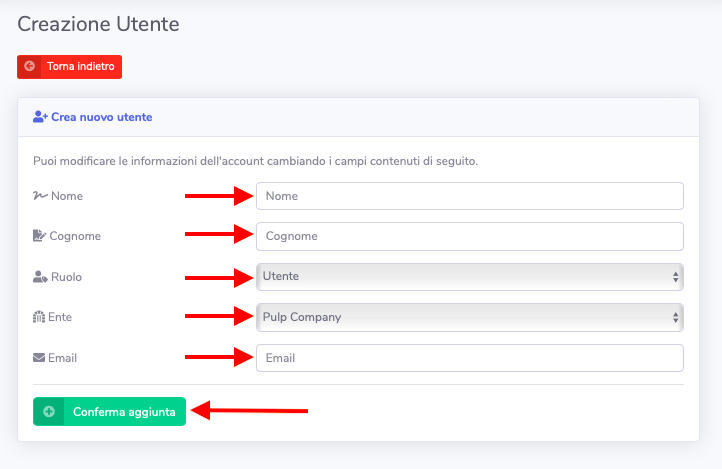 Creazione Utente
Torna indietro
Crea nuovo utente
Puoi modificare le informazioni dell'account cambiando i campi contenuti di seguito.
Nome Nome
Cognome Cognome
Ruolo Utente
Ente Pulp Company
Email Email
Conferma aggiunta